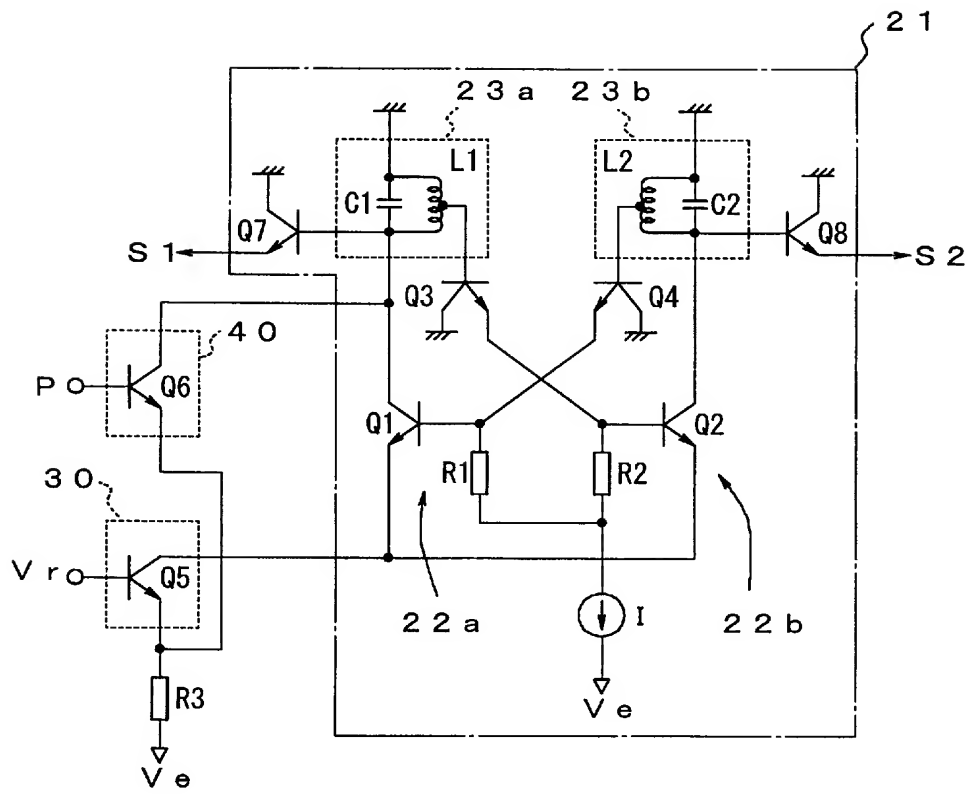 21
23a 23b
L1 L2
C1 C2
Q7 Q8
S1 S2
Q3 Q4
40
P Q6
Q1 Q2
R1 R2
30
Vr Q5
22a I 22b
R3
Ve
Ve